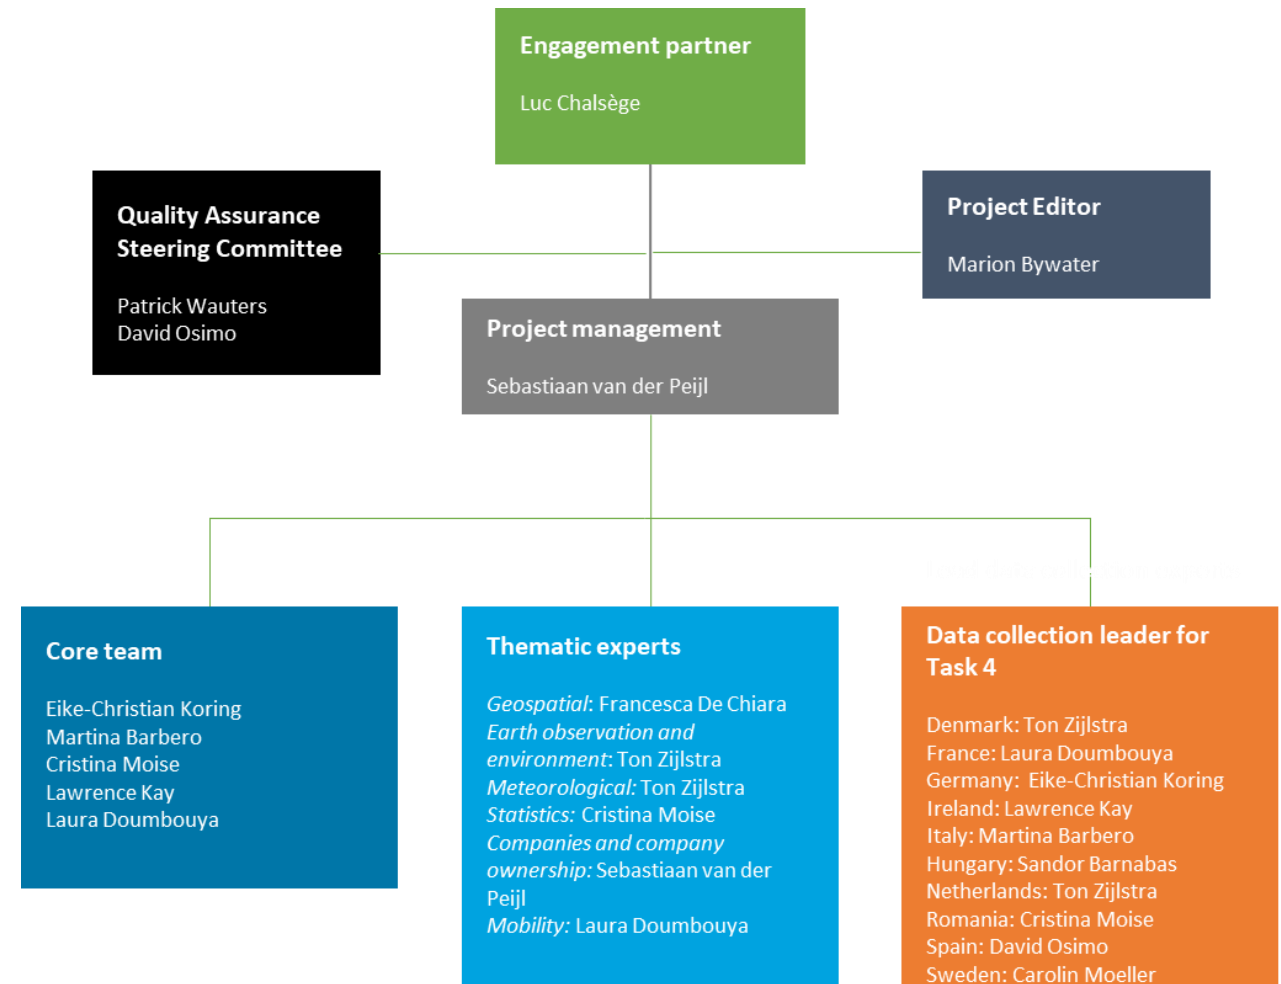 Engagement partner
Luc Chalsège
Quality Assurance
Steering Committee
Patrick Wauters
David Osimo
Project Editor
Marion Bywater
Project management
Sebastiaan van der Peijl
Core team
Eike-Christian Koring
Martina Barbero
Cristina Moise
Lawrence Kay
Laura Doumbouya
Thematic experts
Geospatial: Francesca De Chiara
Earth observation and
environment: Ton Zijlstra
Meteorological: Ton Zijlstra
Statistics: Cristina Moise
Companies and company
ownership: Sebastiaan van der
Peijl
Mobility: Laura Doumbouya
Data collection leader for
Task 4
Denmark: Ton Zijlstra
France: Laura Doumbouya
Germany: Eike-Christian Koring
Ireland: Lawrence Kay
Italy: Martina Barbero
Hungary: Sandor Barnabas
Netherlands: Ton Zijlstra
Romania: Cristina Moise
Spain: David Osimo
Sweden: Carolin Moeller